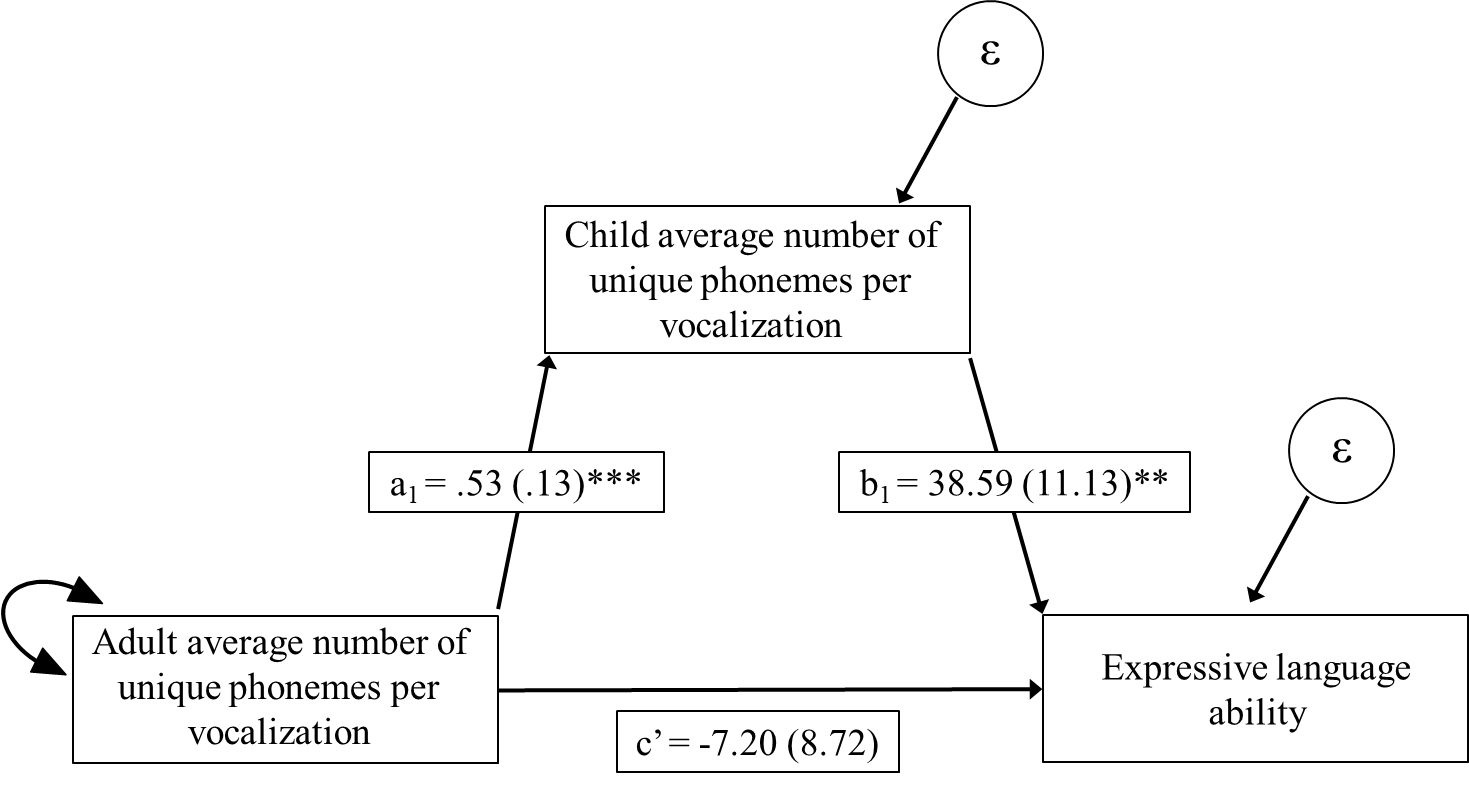 ε
Child average number of
unique phonemes per
vocalization
ε
a₁ = .53 (.13)***
b₁ = 38.59 (11.13)**
Adult average number of
unique phonemes per
vocalization
Expressive language
ability
c’ = -7.20 (8.72)